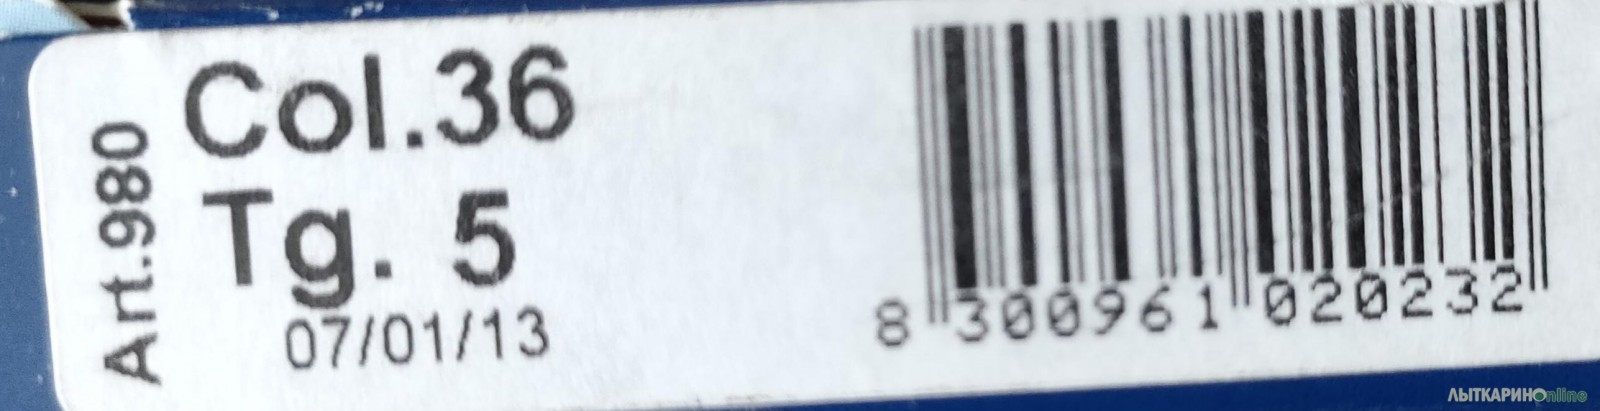 Art.980
Col.36
Tg. 5
07/01/13
8 300961 020232
ЛЫТКАРИНОonline